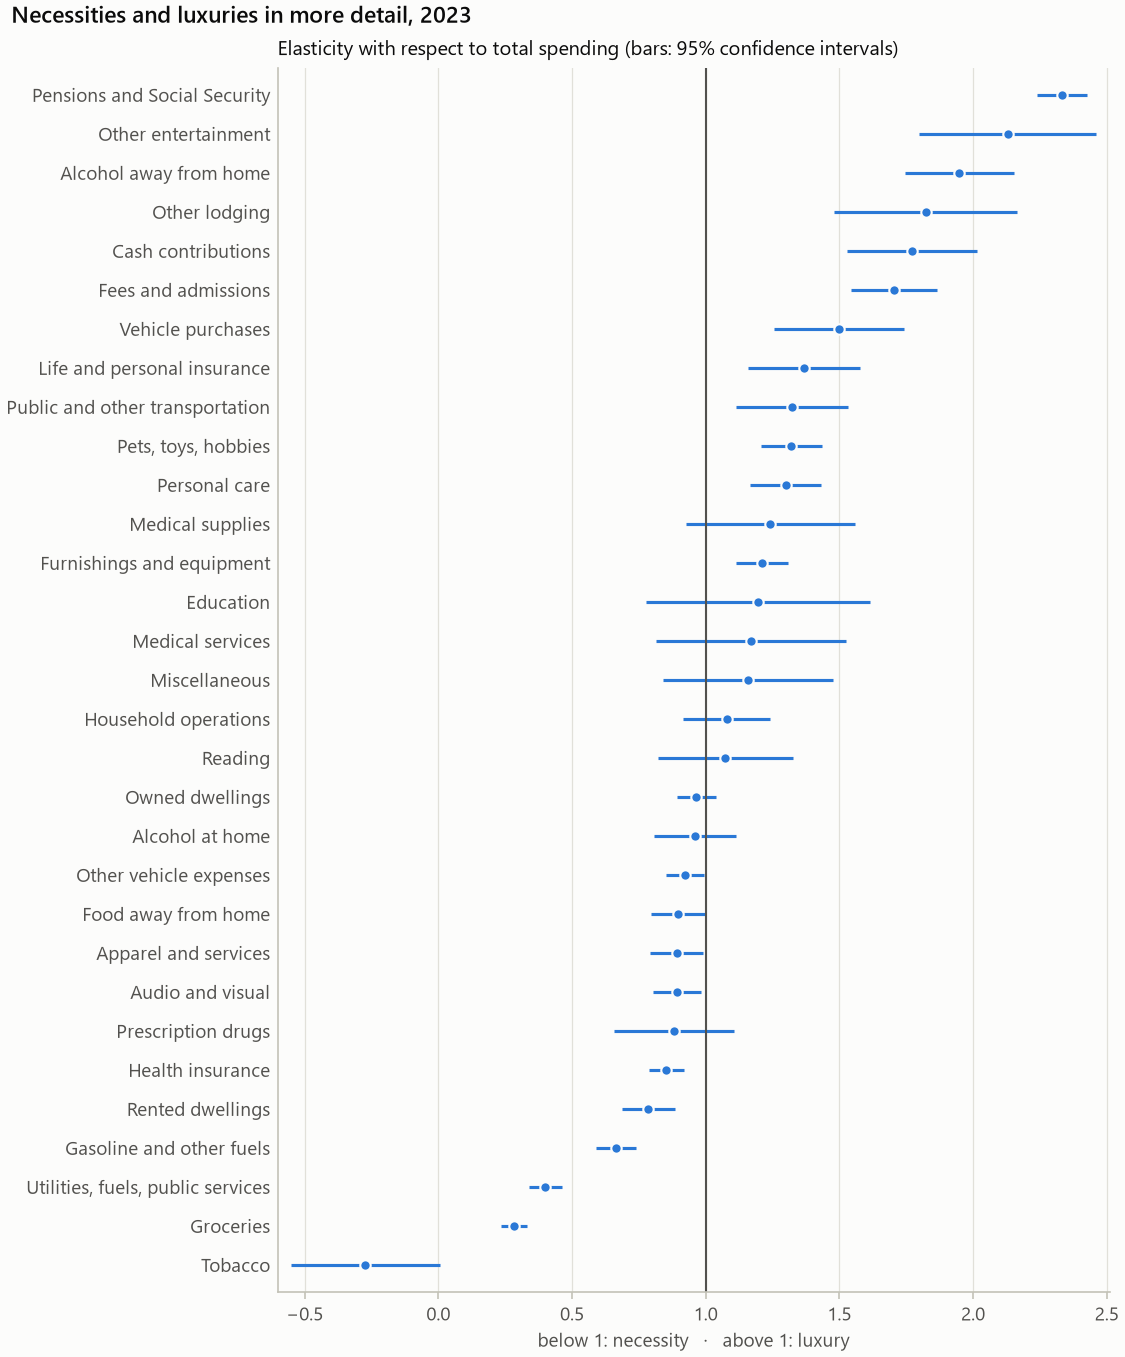 Necessities and luxuries in more detail, 2023
Elasticity with respect to total spending (bars: 95% confidence intervals)
Pensions and Social Security
Other entertainment
Alcohol away from home
Other lodging
Cash contributions
Fees and admissions
Vehicle purchases
Life and personal insurance
Public and other transportation
Pets, toys, hobbies
Personal care
Medical supplies
Furnishings and equipment
Education
Medical services
Miscellaneous
Household operations
Reading
Owned dwellings
Alcohol at home
Other vehicle expenses
Food away from home
Apparel and services
Audio and visual
Prescription drugs
Health insurance
Rented dwellings
Gasoline and other fuels
Utilities, fuels, public services
Groceries
Tobacco
−0.5 0.0 0.5 1.0 1.5 2.0 2.5
below 1: necessity · above 1: luxury